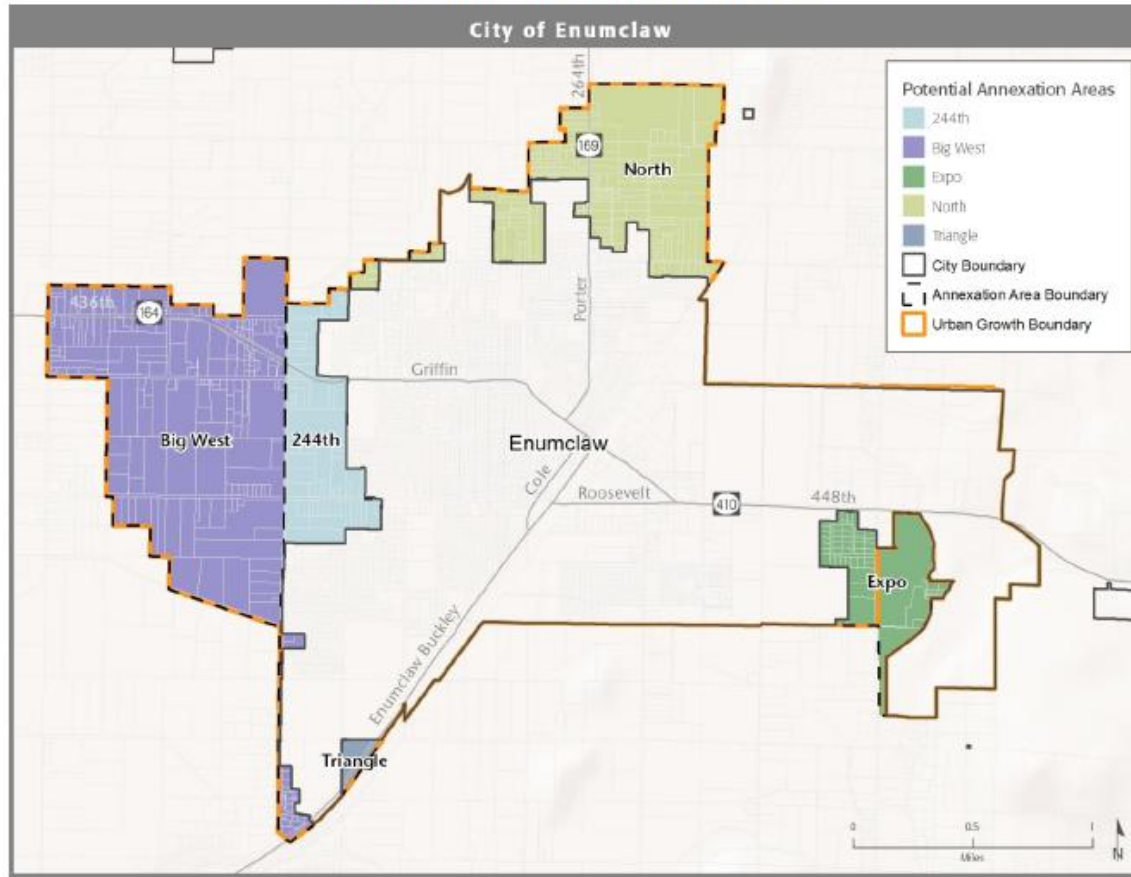 City of Enumclaw
264th
169
North
Potential Annexation Areas
244th
Big West
Expo
North
Triangle
City Boundary
Annexation Area Boundary
Urban Growth Boundary
436th
164
Porter
Griffin
Big West
244th
Enumclaw
Cole
Roosevelt
410
448th
Expo
Enumclaw Buckley
Triangle
0 0.5 1
Miles
N